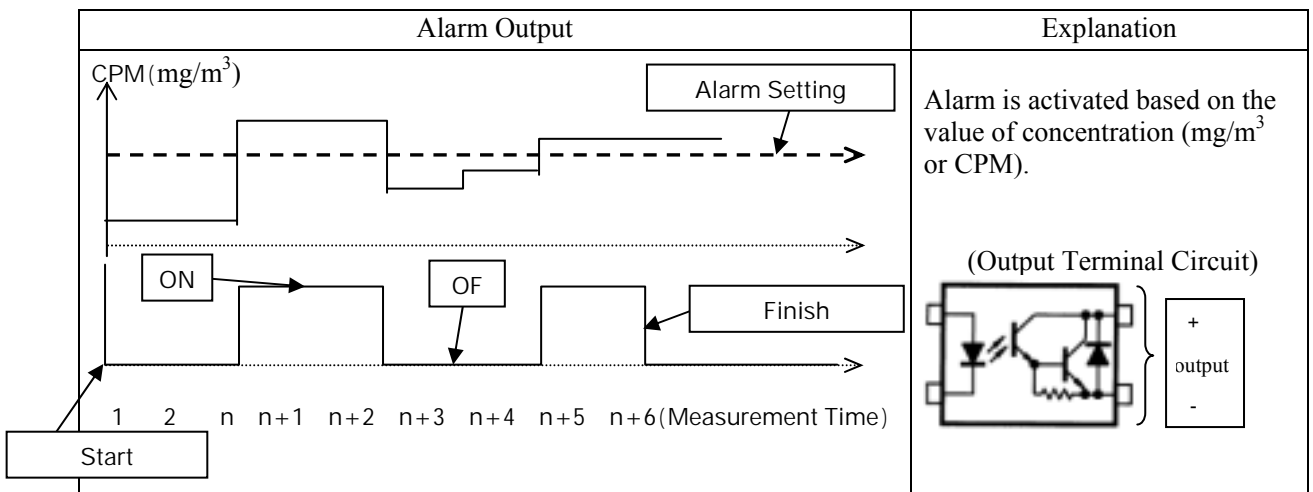 Alarm Output
Explanation
CPM(mg/m³)
Alarm Setting
Alarm is activated based on the
value of concentration (mg/m³
or CPM).
(Output Terminal Circuit)
ON
OF
Finish
+
output
-
1 2 n n+1 n+2 n+3 n+4 n+5 n+6(Measurement Time)
Start